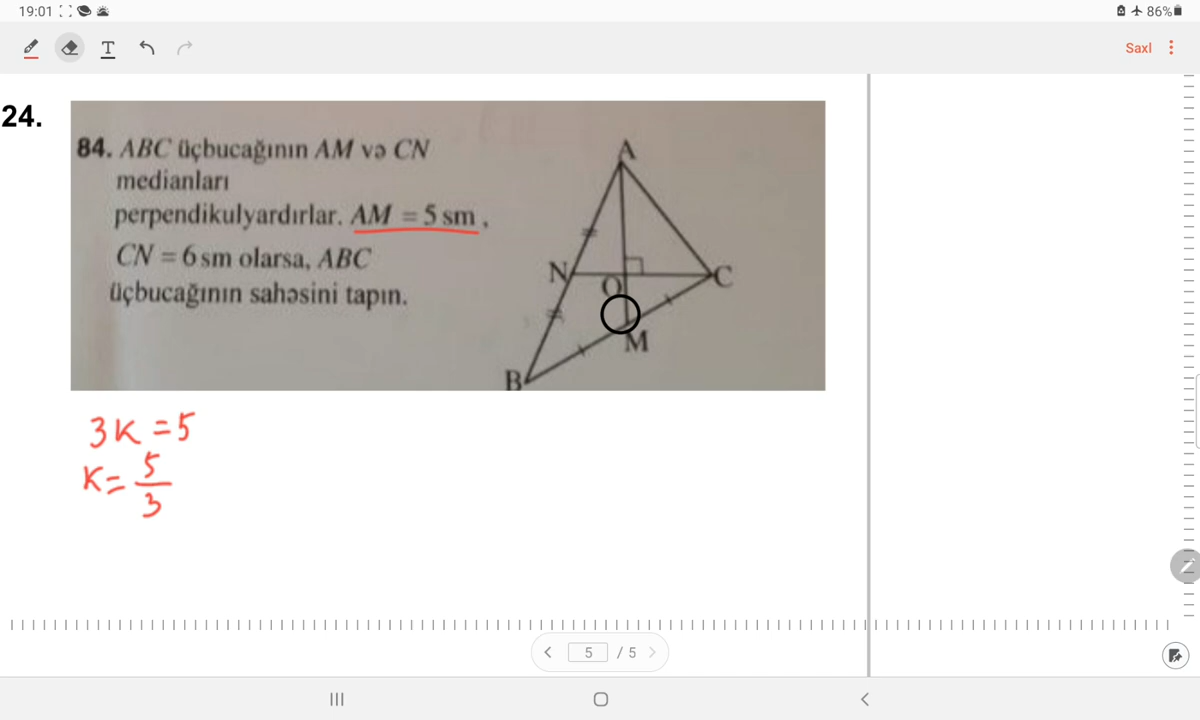 19:01
86%
T
Saxl
24.
84. ABC üçbucağının AM və CN
medianları
perpendikulyardırlar. AM = 5 sm,
CN = 6 sm olarsa, ABC
üçbucağının sahəsini tapın.
A
N
O
C
M
B
3K = 5
K = 5/3
5 / 5